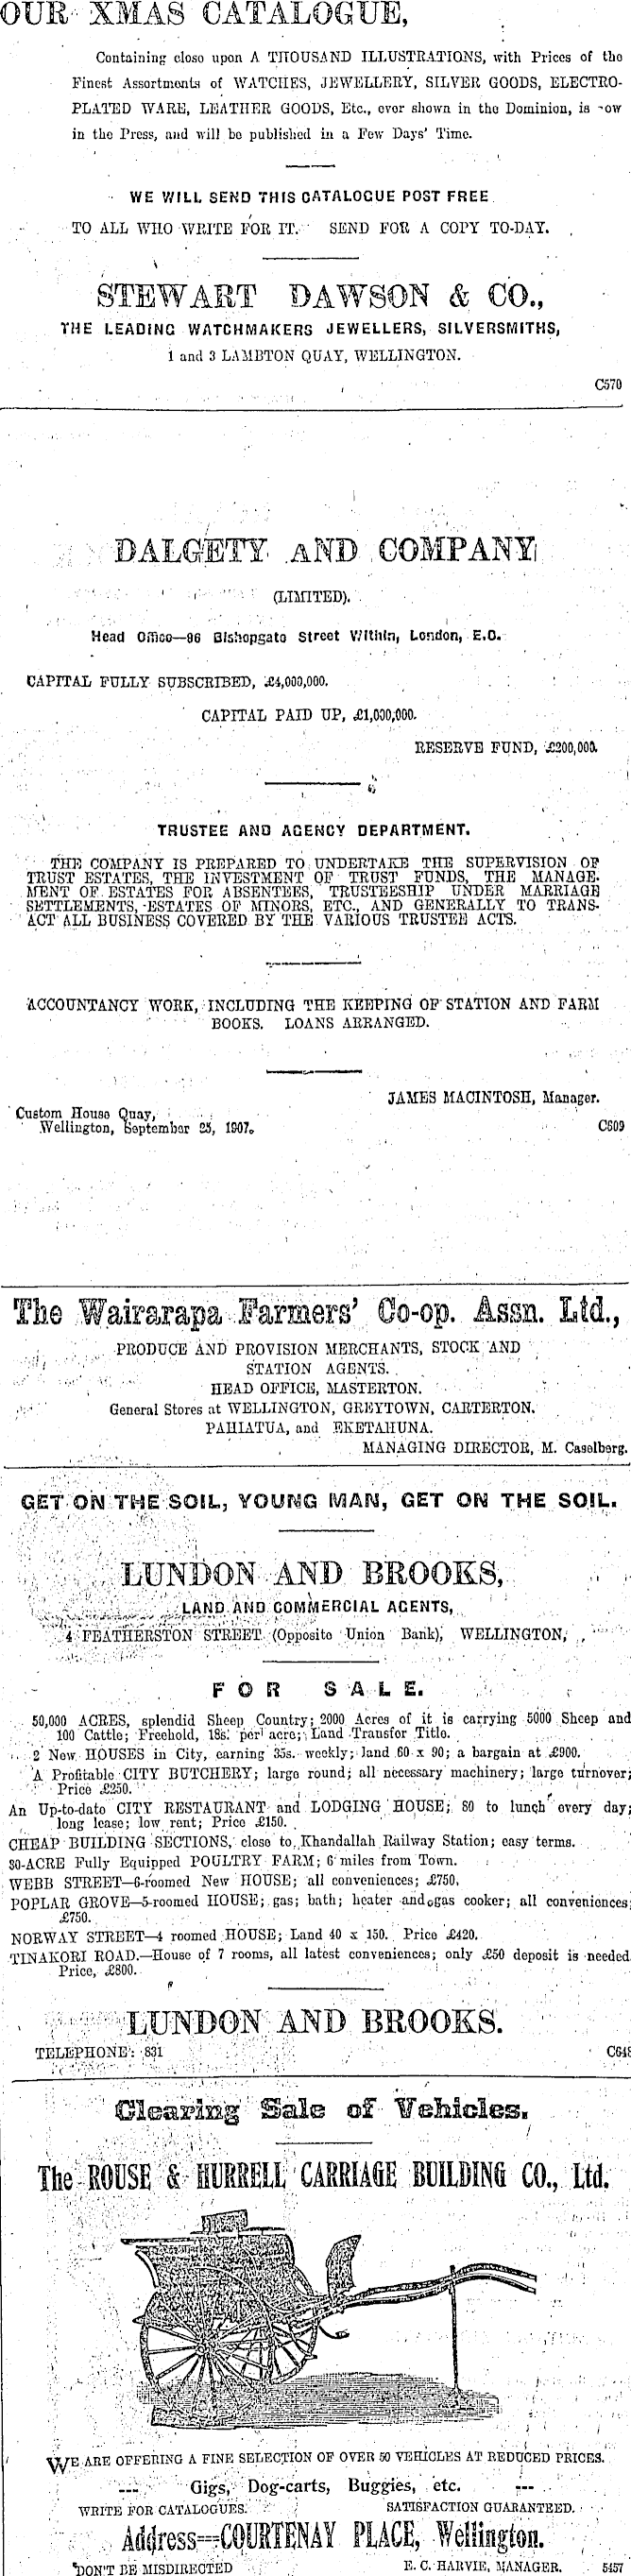 OUR XMAS CATALOGUE,
Containing close upon A THOUSAND ILLUSTRATIONS, with Prices of the
Finest Assortments of WATCHES, JEWELLERY, SILVER GOODS, ELECTRO-
PLATED WARE, LEATHER GOODS, Etc., ever shown in the Dominion, is ow
in the Press, and will be published in a Few Days' Time.
WE WILL SEND THIS CATALOGUE POST FREE
TO ALL WHO WRITE FOR IT. SEND FOR A COPY TO-DAY.
STEWART DAWSON & CO.,
THE LEADING WATCHMAKERS JEWELLERS, SILVERSMITHS,
1 and 3 LAMBTON QUAY, WELLINGTON.
C570
DALGETY AND COMPANY
(LIMITED).
Head Office—96 Bishopsgate Street Within, London, E.C.
CAPITAL FULLY SUBSCRIBED, £4,000,000.
CAPITAL PAID UP, £1,000,000.
RESERVE FUND, £200,000.
TRUSTEE AND AGENCY DEPARTMENT.
THE COMPANY IS PREPARED TO UNDERTAKE THE SUPERVISION OF
TRUST ESTATES, THE INVESTMENT OF TRUST FUNDS, THE MANAGE-
MENT OF ESTATES FOR ABSENTEES, TRUSTEESHIP UNDER MARRIAGE
SETTLEMENTS, ESTATES OF MINORS, ETC., AND GENERALLY TO TRANS-
ACT ALL BUSINESS COVERED BY THE VARIOUS TRUSTEE ACTS.
ACCOUNTANCY WORK, INCLUDING THE KEEPING OF STATION AND FARM
BOOKS. LOANS ARRANGED.
JAMES MACINTOSH, Manager.
Custom House Quay,
Wellington, September 25, 1907.
C609
The Wairarapa Farmers' Co-op. Assn. Ltd.,
PRODUCE AND PROVISION MERCHANTS, STOCK AND
STATION AGENTS.
HEAD OFFICE, MASTERTON.
General Stores at WELLINGTON, GREYTOWN, CARTERTON,
PAHIATUA, and EKETAHUNA.
MANAGING DIRECTOR, M. Caselberg.
GET ON THE SOIL, YOUNG MAN, GET ON THE SOIL.
LUNDON AND BROOKS,
LAND AND COMMERCIAL AGENTS,
4 FEATHERSTON STREET (Opposite Union Bank), WELLINGTON,
FOR SALE.
50,000 ACRES, splendid Sheep Country; 2000 Acres of it is carrying 5000 Sheep and
100 Cattle; Freehold, 18s. per acre; Land Transfer Title.
2 New HOUSES in City, earning 35s. weekly; land 60 x 90; a bargain at £900.
A Profitable CITY BUTCHERY; large round; all necessary machinery; large turnover;
Price £250.
An Up-to-date CITY RESTAURANT and LODGING HOUSE; 80 to lunch every day;
long lease; low rent; Price £150.
CHEAP BUILDING SECTIONS, close to Khandallah Railway Station; easy terms.
80-ACRE Fully Equipped POULTRY FARM; 6 miles from Town.
WEBB STREET—6-roomed New HOUSE; all conveniences; £750.
POPLAR GROVE—5-roomed HOUSE; gas; bath; heater and gas cooker; all conveniences;
£750.
NORWAY STREET—4 roomed HOUSE; Land 40 x 150. Price £420.
TINAKORI ROAD.—House of 7 rooms, all latest conveniences; only £50 deposit is needed
Price, £800.
LUNDON AND BROOKS.
TELEPHONE: 831
C648
Clearing Sale of Vehicles.
The ROUSE & HURRELL CARRIAGE BUILDING CO., Ltd.
WE ARE OFFERING A FINE SELECTION OF OVER 50 VEHICLES AT REDUCED PRICES.
--- Gigs, Dog-carts, Buggies, etc. ---
WRITE FOR CATALOGUES. SATISFACTION GUARANTEED.
Address==COURTENAY PLACE, Wellington.
DON'T BE MISDIRECTED E. C. HARVIE, MANAGER. 5457